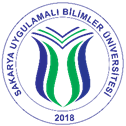 SAKARYA UYGULAMALI BİLİMLER ÜNİVERSİTESİ
2018